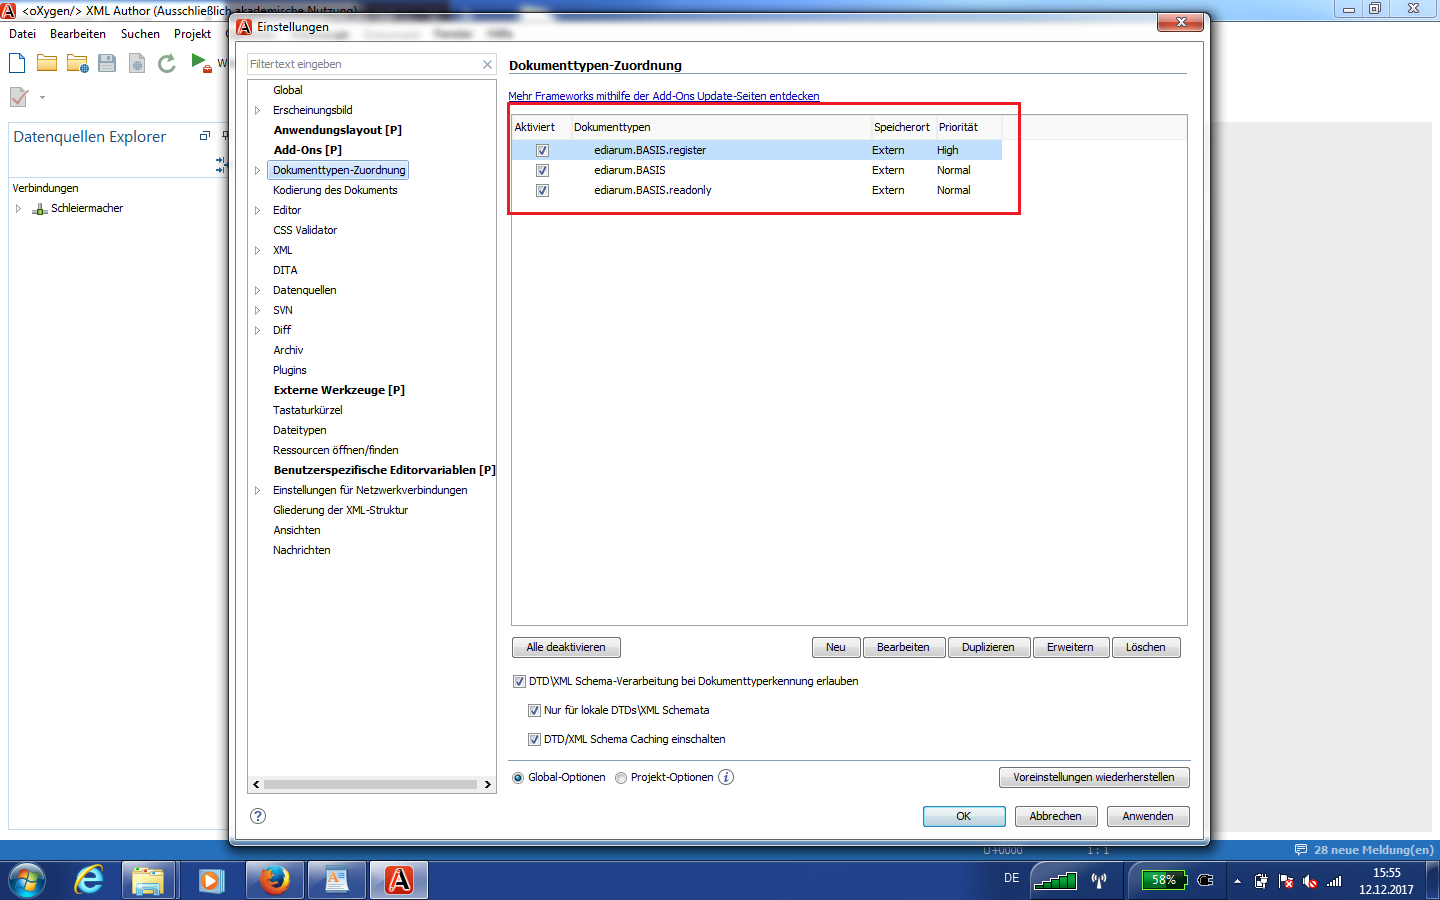 <oXygen/> XML Author (Ausschließlich akademische Nutzung)
Datei Bearbeiten Suchen Projekt
Datenquellen Explorer
Verbindungen
Schleiermacher
Einstellungen
Filtertext eingeben
Global
Erscheinungsbild
Anwendungslayout [P]
Add-Ons [P]
Dokumenttypen-Zuordnung
Kodierung des Dokuments
Editor
CSS Validator
XML
DITA
Datenquellen
SVN
Diff
Archiv
Plugins
Externe Werkzeuge [P]
Tastaturkürzel
Dateitypen
Ressourcen öffnen/finden
Benutzerspezifische Editorvariablen [P]
Einstellungen für Netzwerkverbindungen
Gliederung der XML-Struktur
Ansichten
Nachrichten
Dokumenttypen-Zuordnung
Mehr Frameworks mithilfe der Add-Ons Update-Seiten entdecken
Aktiviert Dokumenttypen Speicherort Priorität
ediarum.BASIS.register Extern High
ediarum.BASIS Extern Normal
ediarum.BASIS.readonly Extern Normal
Alle deaktivieren Neu Bearbeiten Duplizieren Erweitern Löschen
DTD\XML Schema-Verarbeitung bei Dokumenttyperkennung erlauben
Nur für lokale DTDs\XML Schemata
DTD/XML Schema Caching einschalten
Global-Optionen Projekt-Optionen
Voreinstellungen wiederherstellen
OK Abbrechen Anwenden
U+0000 1 : 1 28 neue Meldung(en)
DE 58% 15:55
12.12.2017